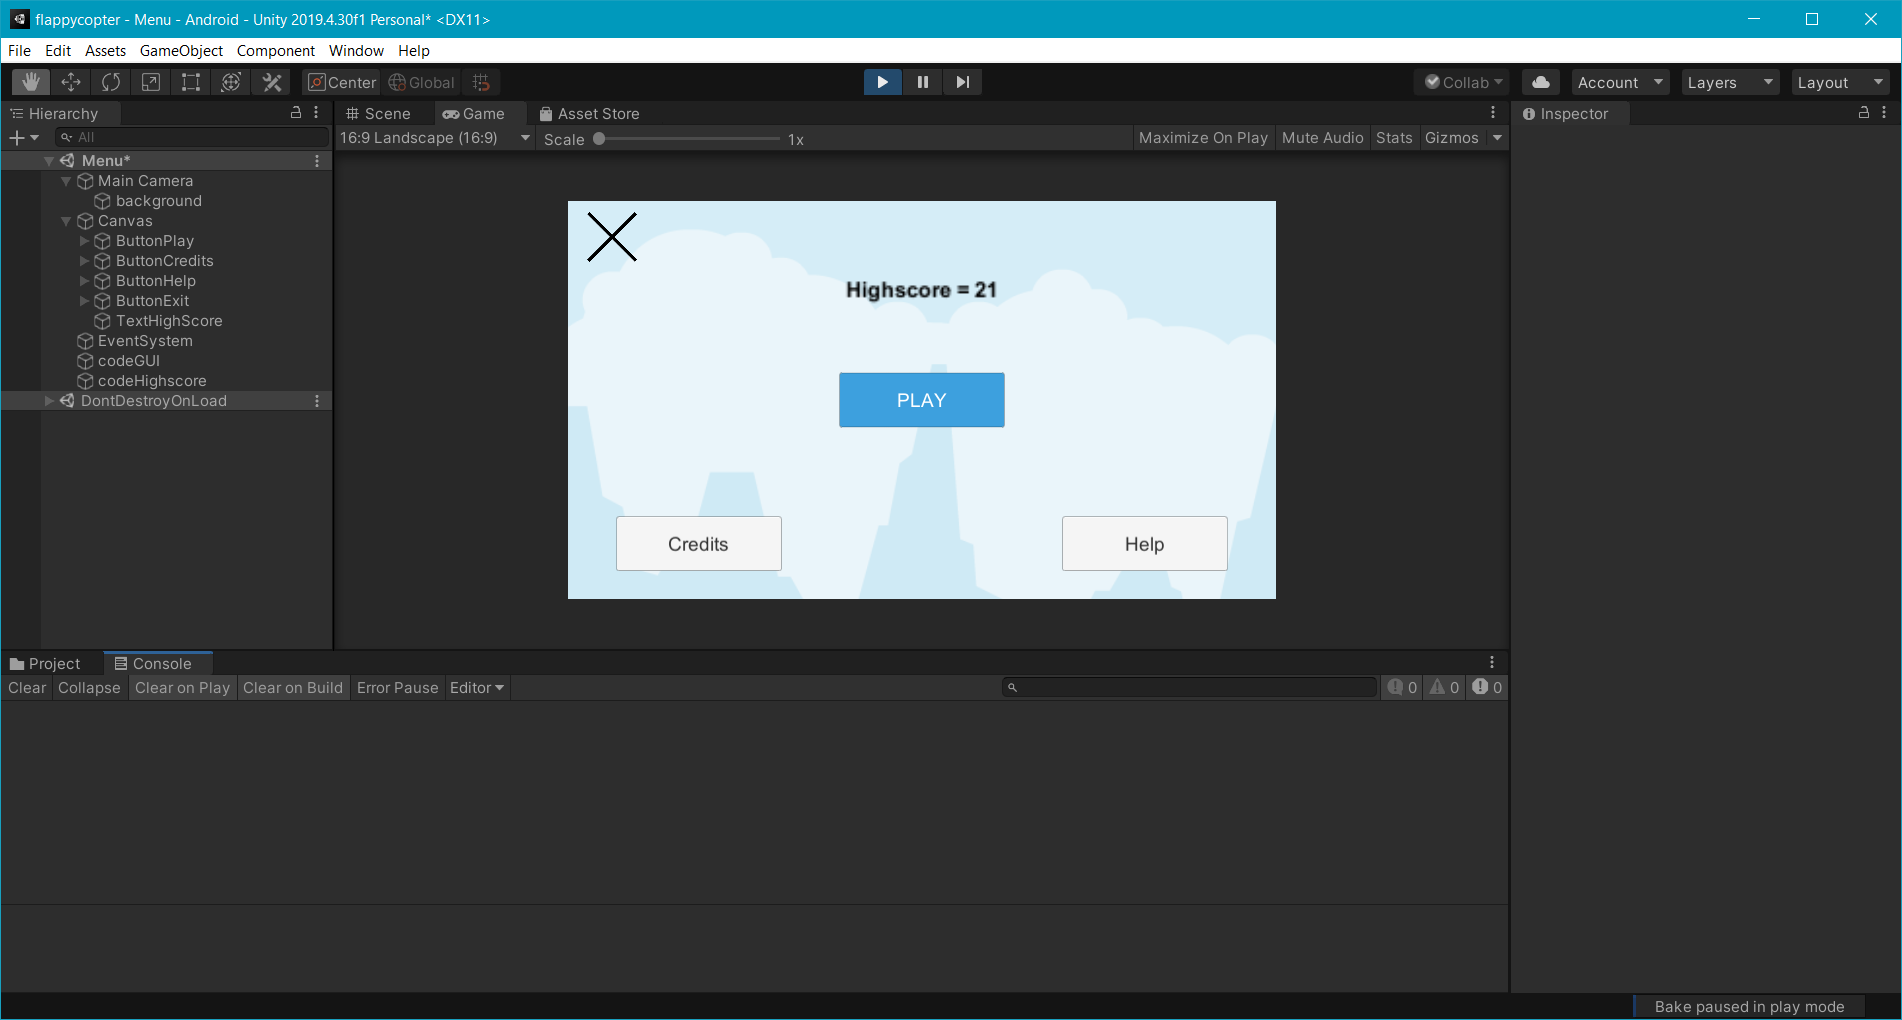 flappycopter - Menu - Android - Unity 2019.4.30f1 Personal* <DX11>
File Edit Assets GameObject Component Window Help
Center Global Collab Account Layers Layout
Hierarchy
All
Menu*
Main Camera
background
Canvas
ButtonPlay
ButtonCredits
ButtonHelp
ButtonExit
TextHighScore
EventSystem
codeGUI
codeHighscore
DontDestroyOnLoad
Scene Game Asset Store
16:9 Landscape (16:9) Scale 1x Maximize On Play Mute Audio Stats Gizmos
Highscore = 21
PLAY
Credits
Help
Inspector
Project Console
Clear Collapse Clear on Play Clear on Build Error Pause Editor 0 0 0
Bake paused in play mode